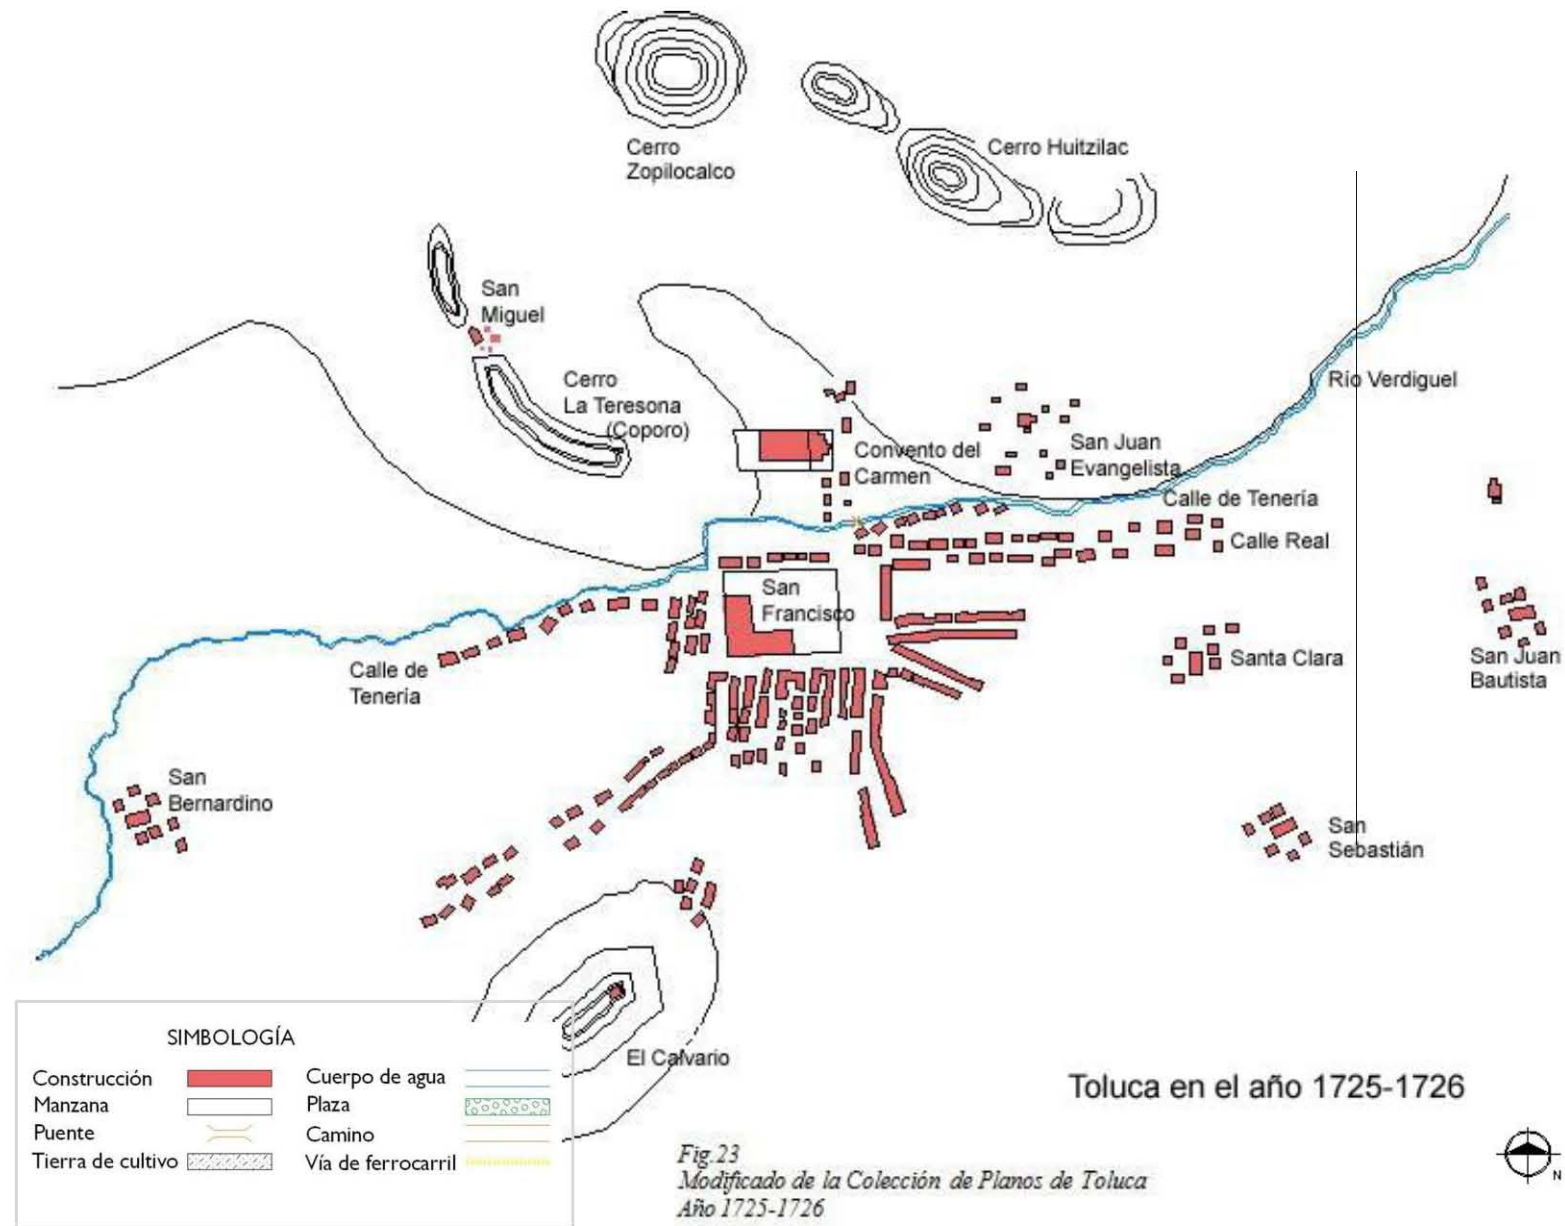 Cerro
Zopilocalco
Cerro Huitzilac
San
Miguel
Cerro
La Teresona
(Coporo)
Río Verdiguel
Convento del
Carmen
San Juan
Evangelista
Calle de Tenería
Calle Real
San
Francisco
Calle de
Tenería
Santa Clara
San Juan
Bautista
San
Bernardino
San
Sebastián
El Calvario
SIMBOLOGÍA
Construcción
Manzana
Puente
Tierra de cultivo
Cuerpo de agua
Plaza
Camino
Vía de ferrocarril
Toluca en el año 1725-1726
N
Fig.23
Modificado de la Colección de Planos de Toluca
Año 1725-1726